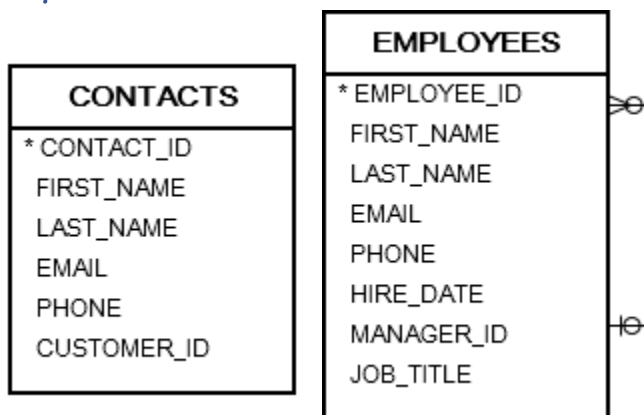 CONTACTS
* CONTACT_ID
FIRST_NAME
LAST_NAME
EMAIL
PHONE
CUSTOMER_ID
EMPLOYEES
* EMPLOYEE_ID
FIRST_NAME
LAST_NAME
EMAIL
PHONE
HIRE_DATE
MANAGER_ID
JOB_TITLE